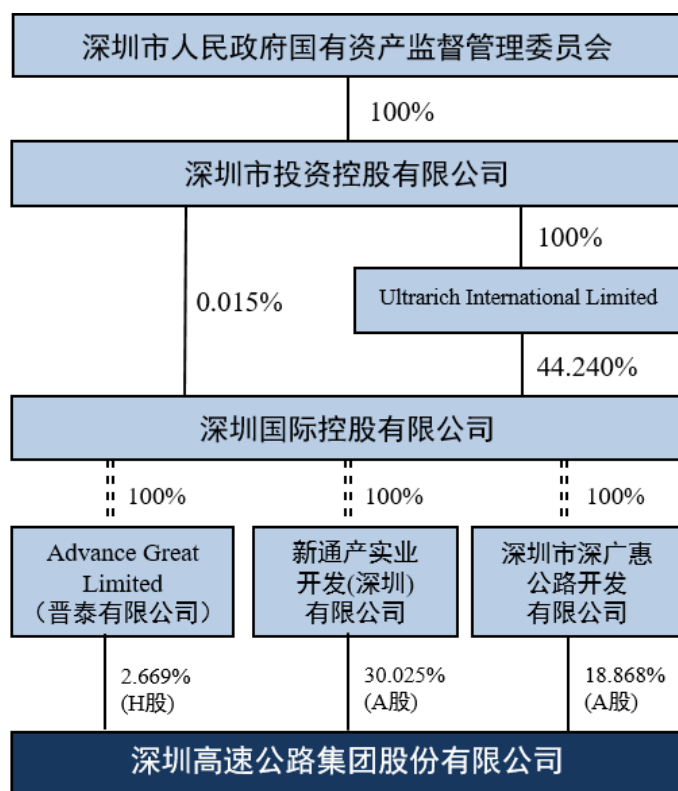 深圳市人民政府国有资产监督管理委员会
100%
深圳市投资控股有限公司
100%
0.015%
Ultrarich International Limited
44.240%
深圳国际控股有限公司
100%
100%
100%
Advance Great
Limited
（晋泰有限公司）
新通产实业
开发(深圳)
有限公司
深圳市深广惠
公路开发
有限公司
2.669%
(H股)
30.025%
(A股)
18.868%
(A股)
深圳高速公路集团股份有限公司